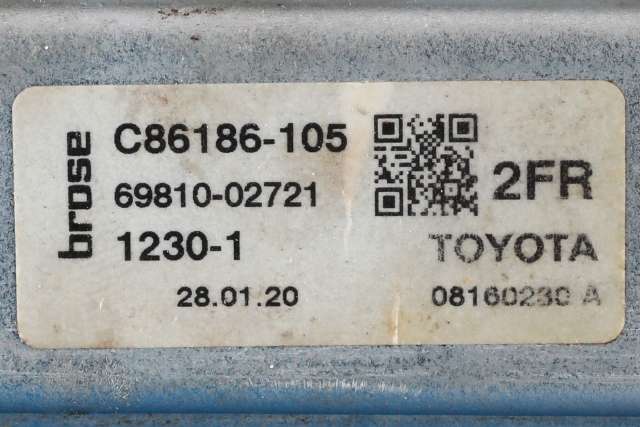 brose
C86186-105
69810-02721
1230-1
28.01.20
2FR
TOYOTA
08160230 A